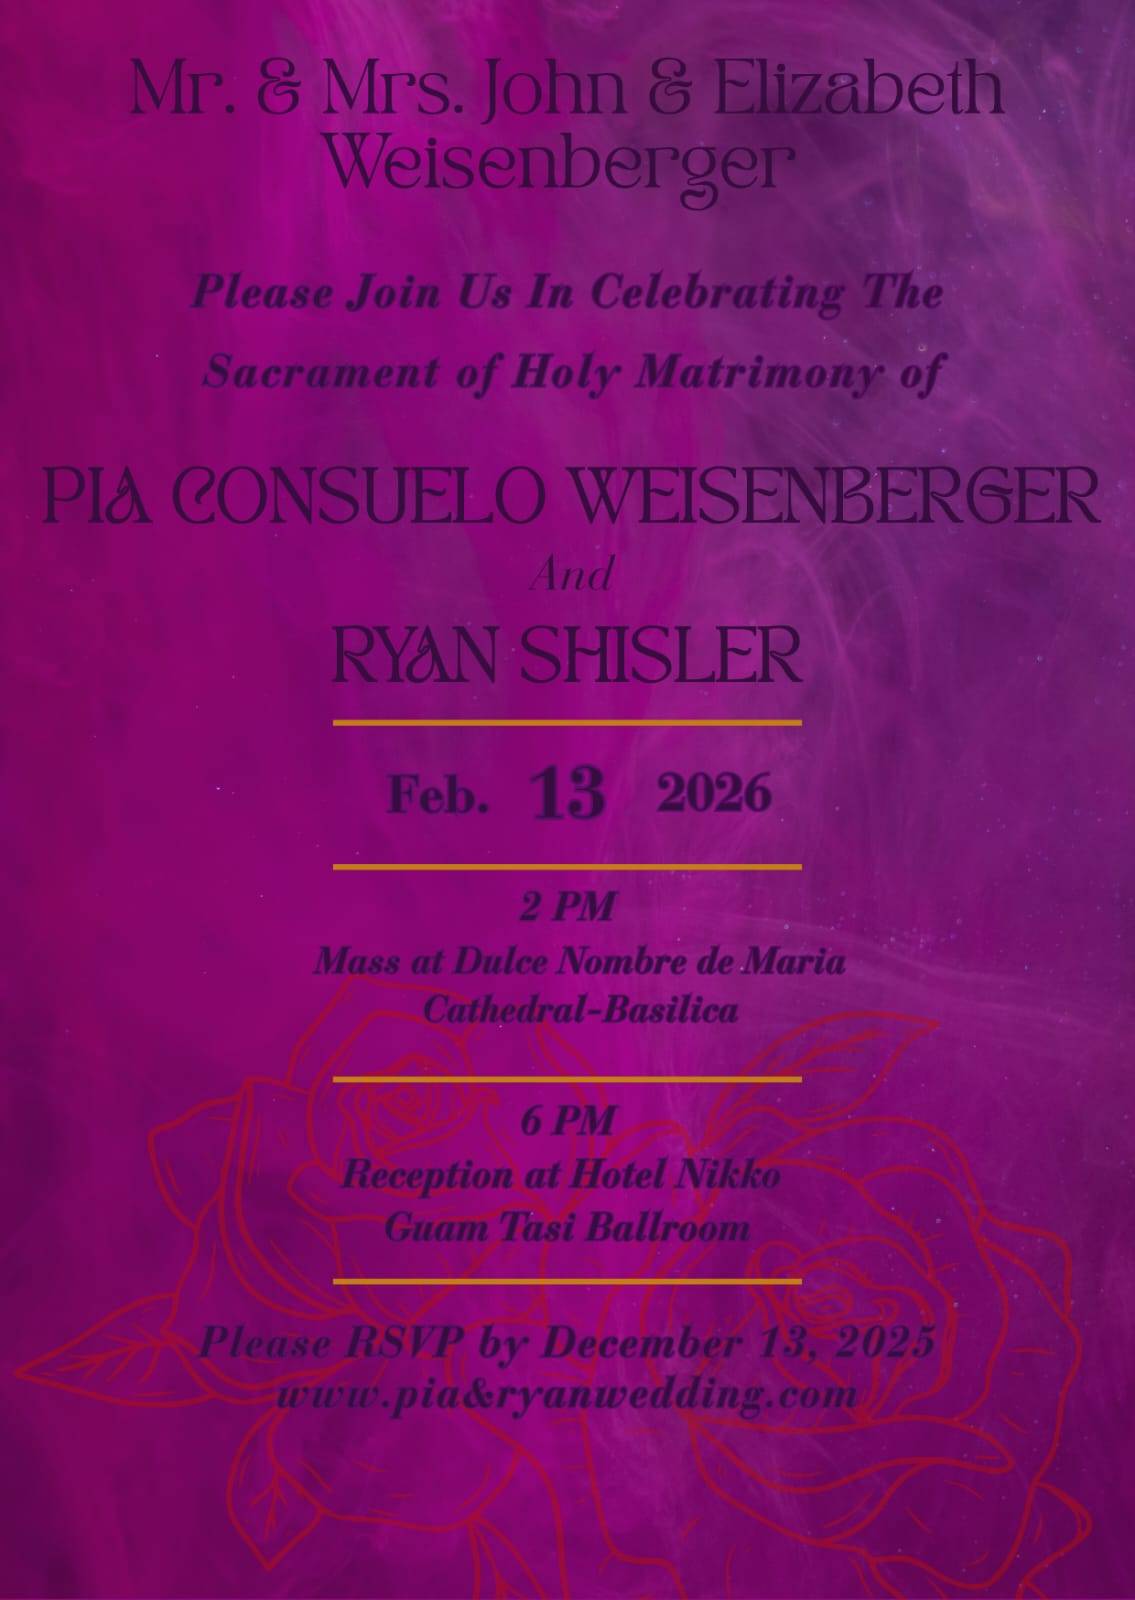 Mr. & Mrs. John & Elizabeth
Weisenberger
Please Join Us In Celebrating The
Sacrament of Holy Matrimony of
PIA CONSUELO WEISENBERGER
And
RYAN SHISLER
Feb. 13 2026
2 PM
Mass at Dulce Nombre de Maria
Cathedral-Basilica
6 PM
Reception at Hotel Nikko
Guam Tasi Ballroom
Please RSVP by December 13, 2025
www.pia&ryanwedding.com